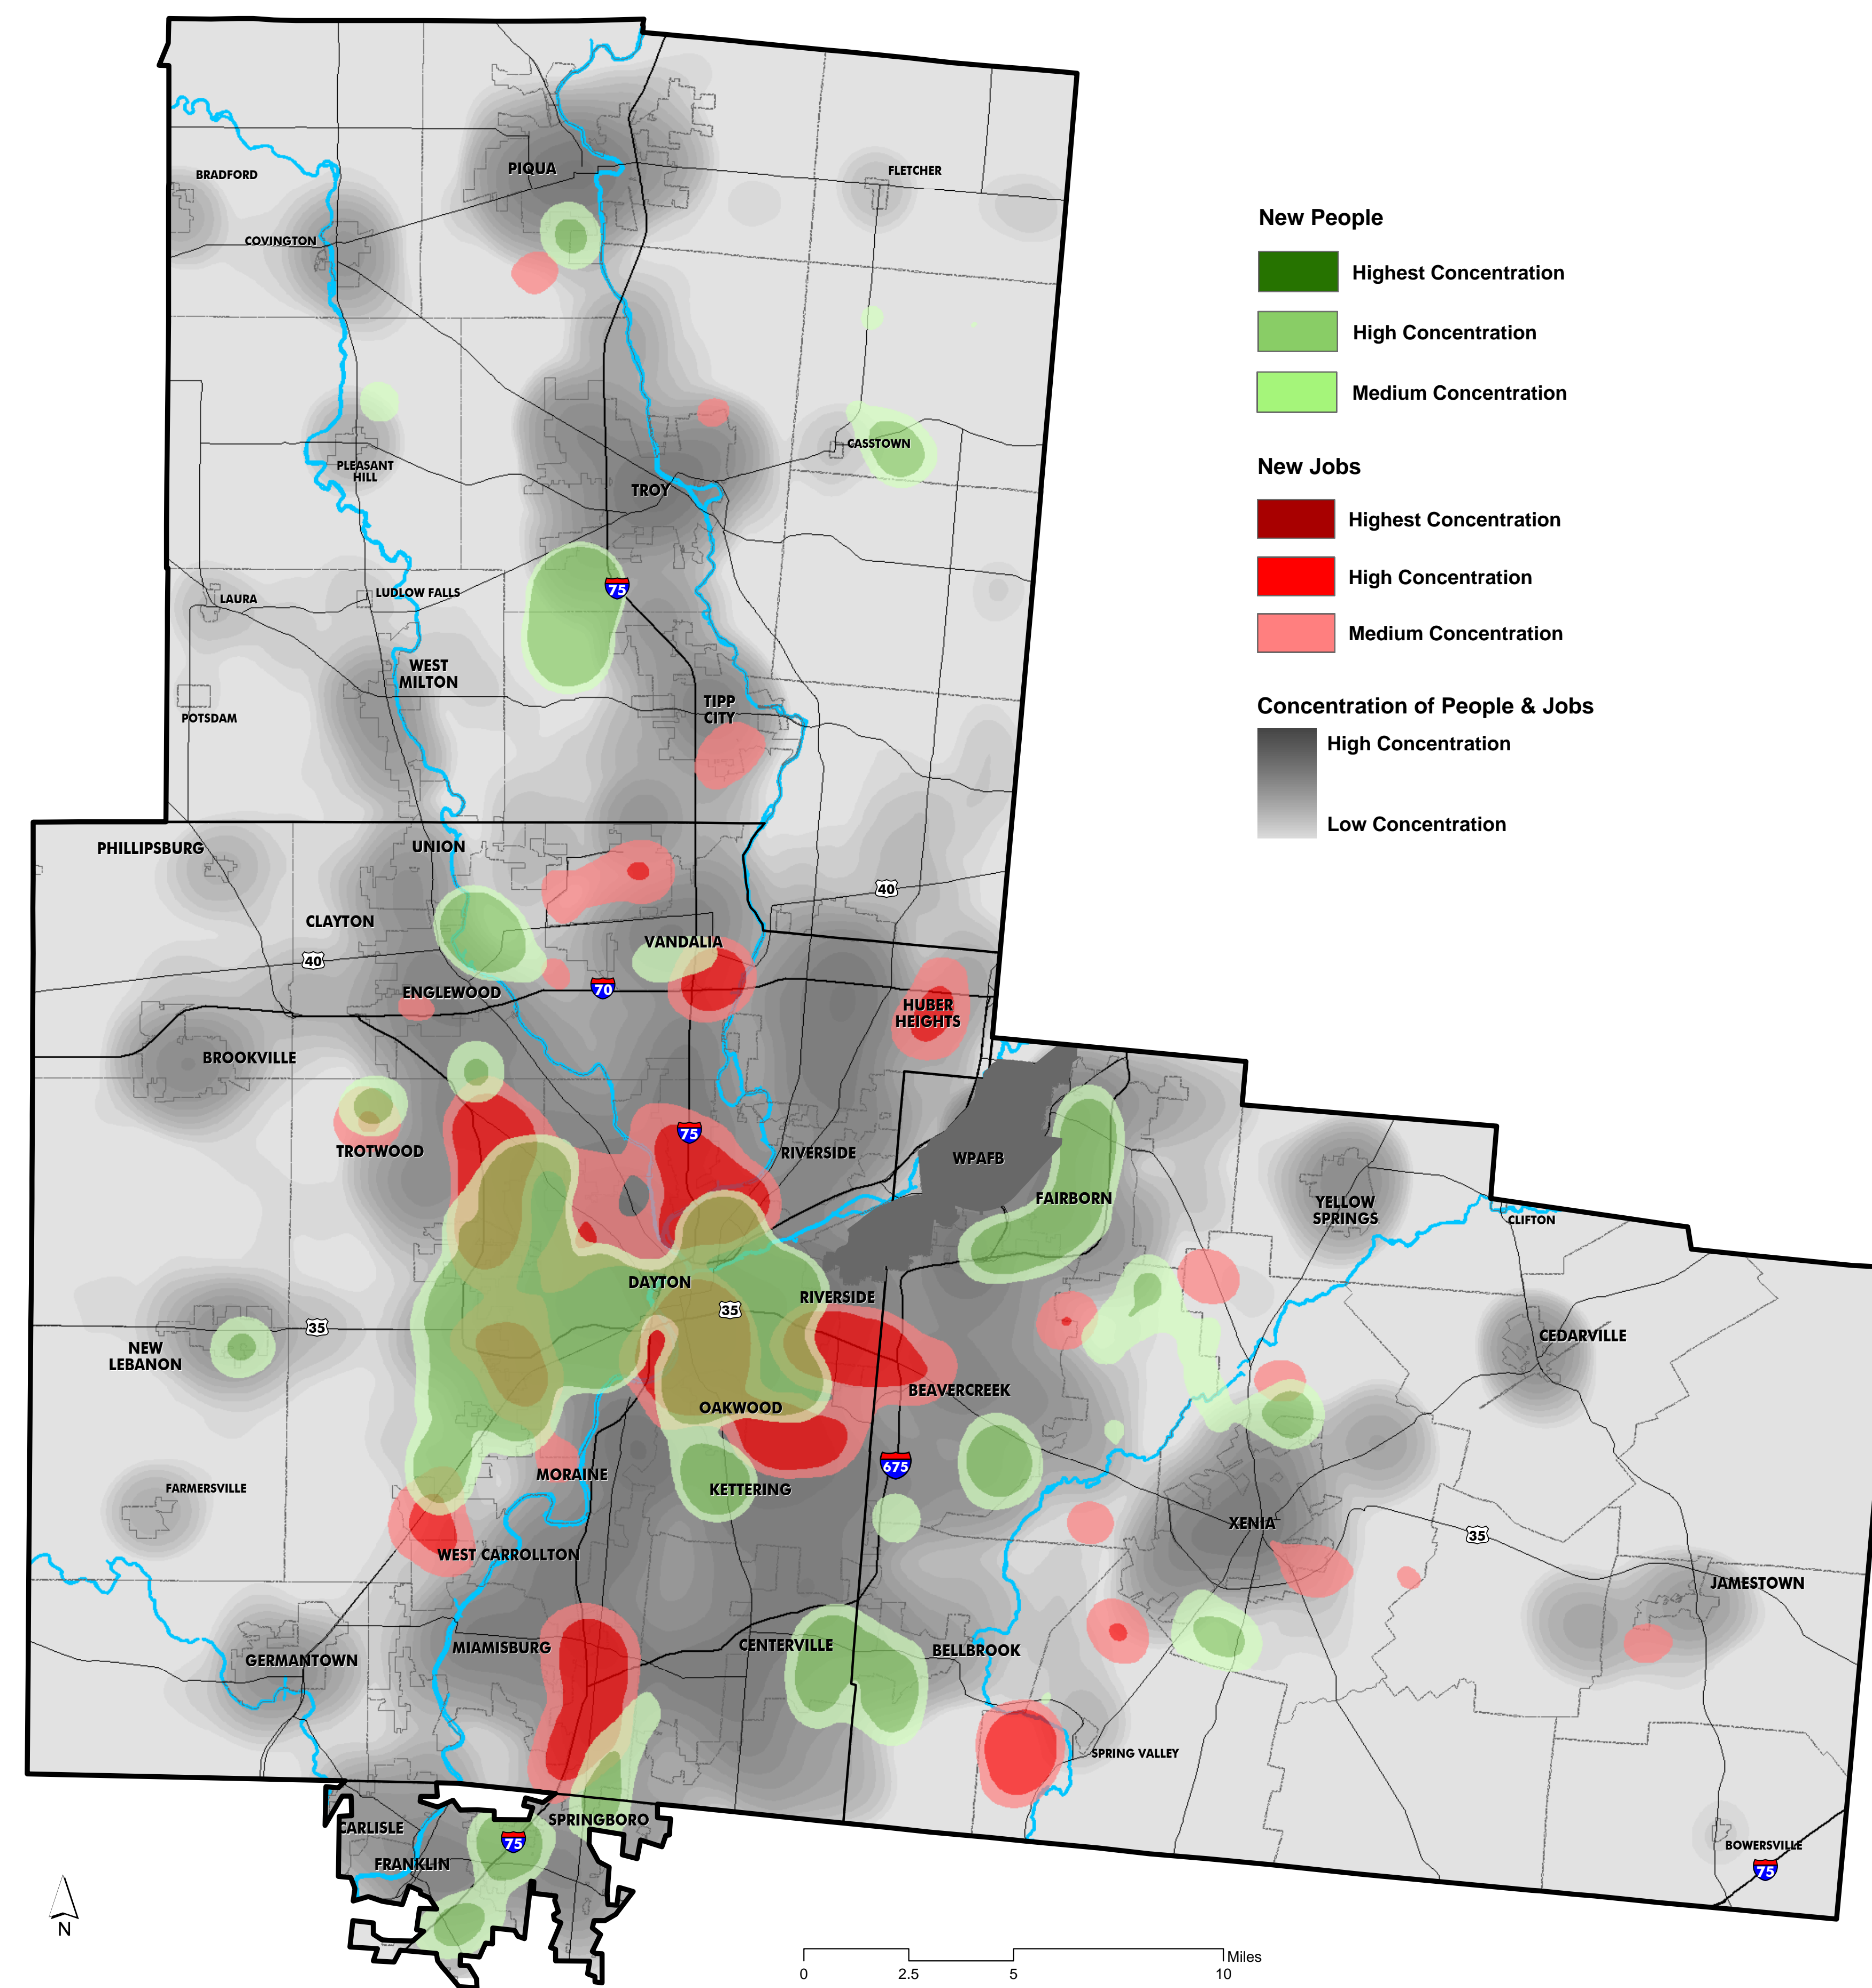 New People
Highest Concentration
High Concentration
Medium Concentration
New Jobs
Highest Concentration
High Concentration
Medium Concentration
Concentration of People & Jobs
High Concentration
Low Concentration
BRADFORD
PIQUA
FLETCHER
COVINGTON
CASSTOWN
PLEASANT
HILL
TROY
75
LAURA
LUDLOW FALLS
WEST
MILTON
TIPP
CITY
POTSDAM
PHILLIPSBURG
UNION
40
CLAYTON
VANDALIA
40
ENGLEWOOD
70
HUBER
HEIGHTS
BROOKVILLE
75
TROTWOOD
RIVERSIDE
WPAFB
FAIRBORN
YELLOW
SPRINGS
CLIFTON
DAYTON
RIVERSIDE
35
35
NEW
LEBANON
CEDARVILLE
BEAVERCREEK
OAKWOOD
675
MORAINE
KETTERING
FARMERSVILLE
XENIA
35
WEST CARROLLTON
JAMESTOWN
MIAMISBURG
CENTERVILLE
BELLBROOK
GERMANTOWN
SPRING VALLEY
SPRINGBORO
CARLISLE
75
FRANKLIN
BOWERSVILLE
75
N
Miles
0
2.5
5
10